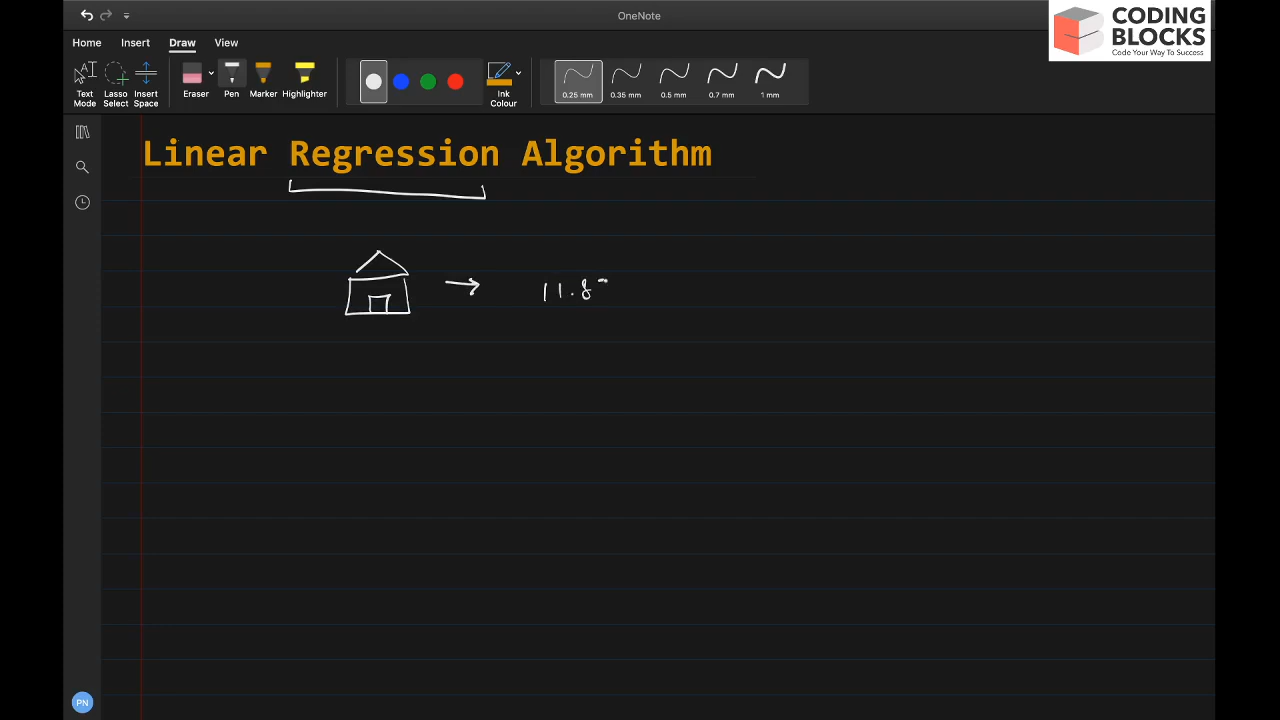 OneNote
CODING
BLOCKS
Code Your Way To Success
Home Insert Draw View
Text Mode
Lasso Select
Insert Space
Eraser
Pen
Marker
Highlighter
Ink Colour
0.25 mm
0.35 mm
0.5 mm
0.7 mm
1 mm
Linear Regression Algorithm
11.8
PN